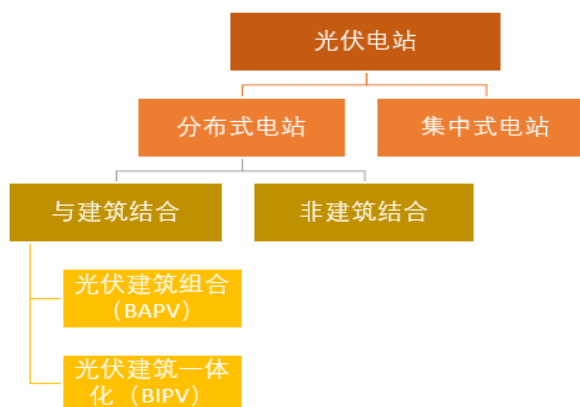 光伏电站
分布式电站
集中式电站
与建筑结合
非建筑结合
光伏建筑组合
（BAPV）
光伏建筑一体
化（BIPV）